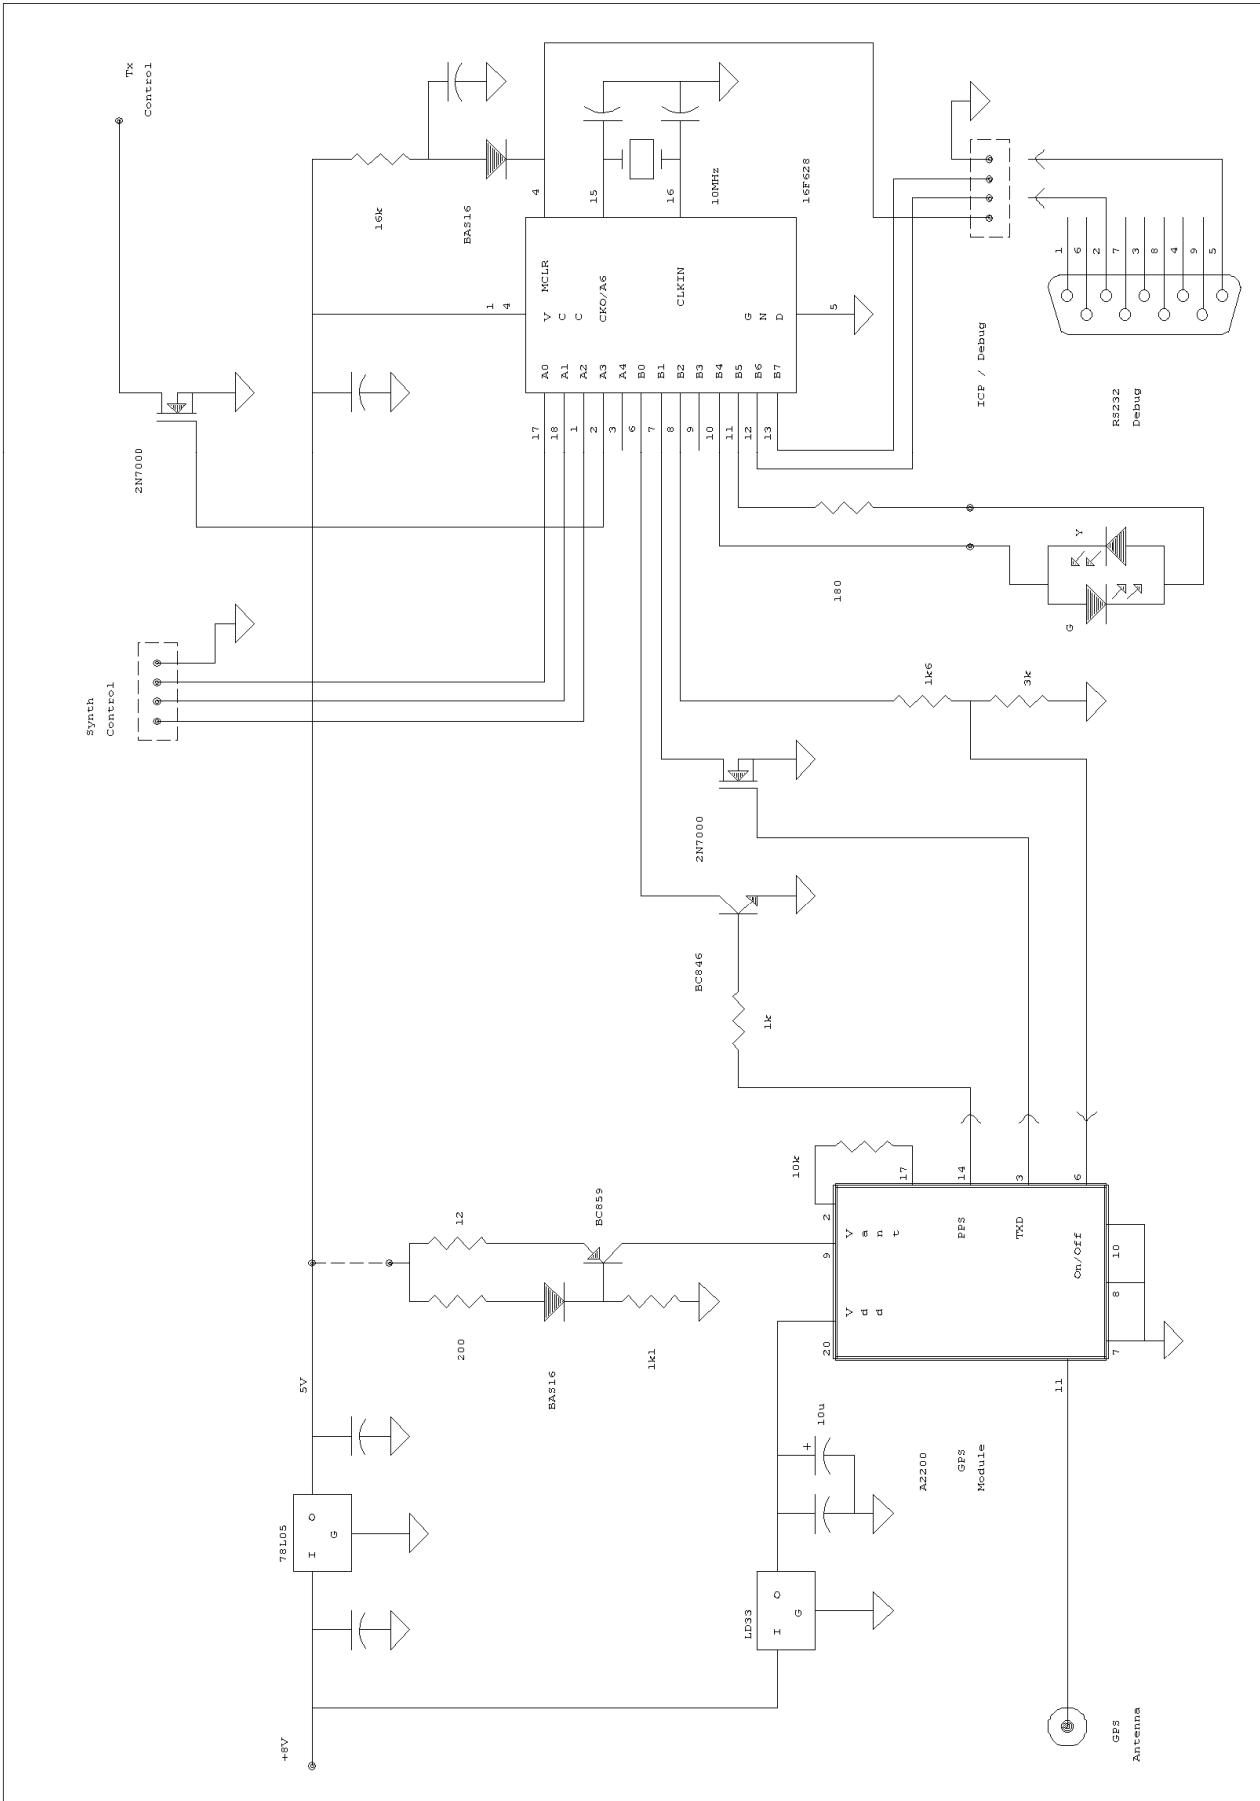 Tx
Control
16k
BAS16
4
15
16
10MHz
16F628
1
4
MCLR
V
C
C
CKO/A6
CLKIN
G
N
D
5
A0
A1
A2
A3
A4
B0
B1
B2
B3
B4
B5
B6
B7
17
18
1
2
3
6
7
8
9
10
11
12
13
2N7000
ICP / Debug
1
6
2
7
3
8
4
9
5
RS232
Debug
180
Y
G
Synth
Control
1k6
3k
2N7000
BC846
1k
10k
12
BC859
200
BAS16
1k1
2
17
14
3
6
9
V
a
n
t
PPS
TXD
On/Off
V
d
d
20
10
8
7
11
5V
78L05
I
O
G
10u
+
A2200
GPS
Module
LD33
I
O
G
+8V
GPS
Antenna